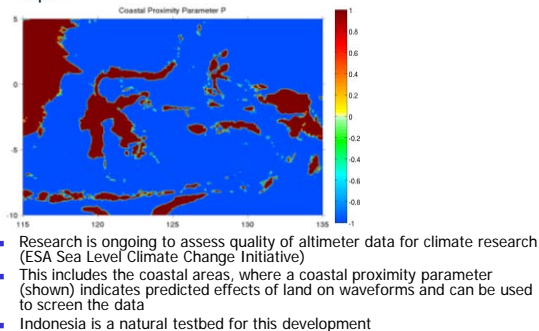 Coastal Proximity Parameter P
5
0
-5
-10
115
120
125
130
135
1
0.8
0.6
0.4
0.2
0
-0.2
-0.4
-0.6
-0.8
-1
Research is ongoing to assess quality of altimeter data for climate research
(ESA Sea Level Climate Change Initiative)
This includes the coastal areas, where a coastal proximity parameter
(shown) indicates predicted effects of land on waveforms and can be used
to screen the data
Indonesia is a natural testbed for this development